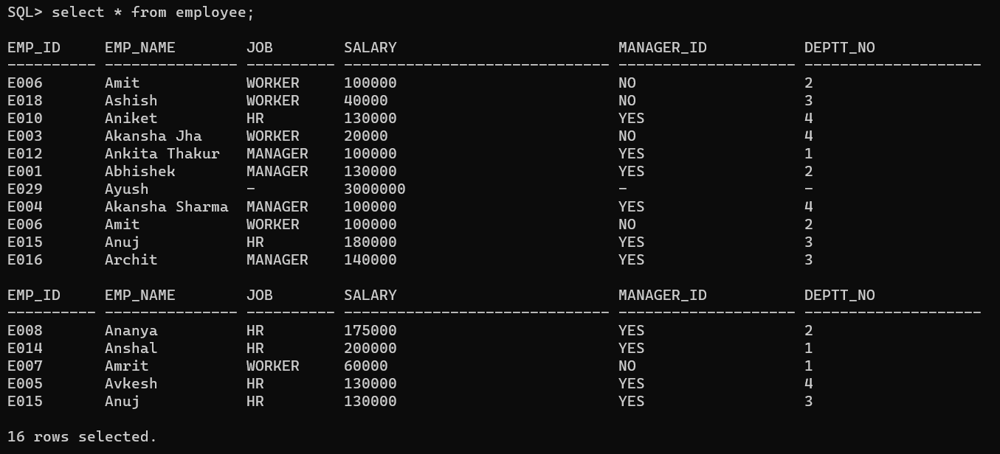 SQL> select * from employee;
EMP_ID     EMP_NAME        JOB        SALARY                         MANAGER_ID           DEPTT_NO
---------- --------------- ---------- ------------------------------ -------------------- --------------------
E006       Amit            WORKER     100000                         NO                   2
E018       Ashish          WORKER     40000                          NO                   3
E010       Aniket          HR         130000                         YES                  4
E003       Akansha Jha     WORKER     20000                          NO                   4
E012       Ankita Thakur   MANAGER    100000                         YES                  1
E001       Abhishek        MANAGER    130000                         YES                  2
E029       Ayush           -          3000000                        -                    -
E004       Akansha Sharma  MANAGER    100000                         YES                  4
E006       Amit            WORKER     100000                         NO                   2
E015       Anuj            HR         180000                         YES                  3
E016       Archit          MANAGER    140000                         YES                  3
EMP_ID     EMP_NAME        JOB        SALARY                         MANAGER_ID           DEPTT_NO
---------- --------------- ---------- ------------------------------ -------------------- --------------------
E008       Ananya          HR         175000                         YES                  2
E014       Anshal          HR         200000                         YES                  1
E007       Amrit           WORKER     60000                          NO                   1
E005       Avkesh          HR         130000                         YES                  4
E015       Anuj            HR         130000                         YES                  3
16 rows selected.